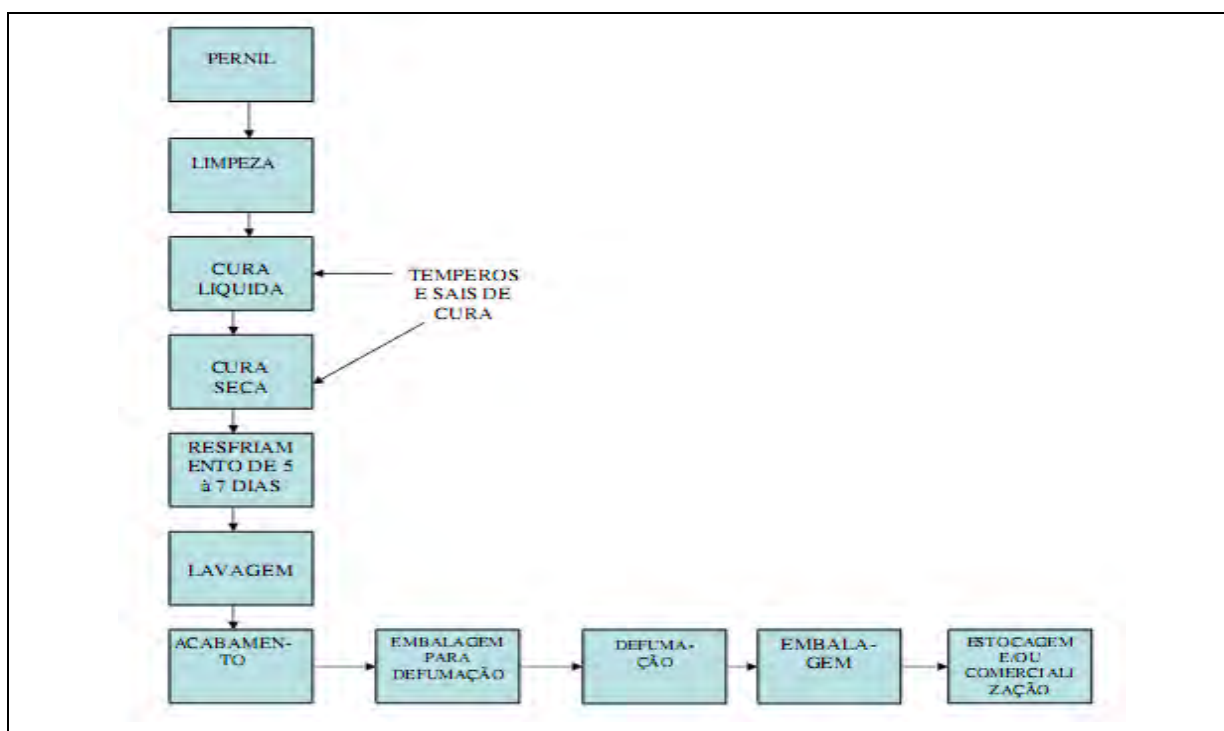 PERNIL
LIMPEZA
CURA
LIQUIDA
TEMPEROS
E SAIS DE
CURA
CURA
SECA
RESFRIAM
ENTO DE 5
à 7 DIAS
LAVAGEM
ACABAMEN-
TO
EMBALAGEM
PARA
DEFUMAÇÃO
DEFUMA-
ÇÃO
EMBALA-
GEM
ESTOCAGEM
E/OU
COMERCIALI
ZAÇÃO